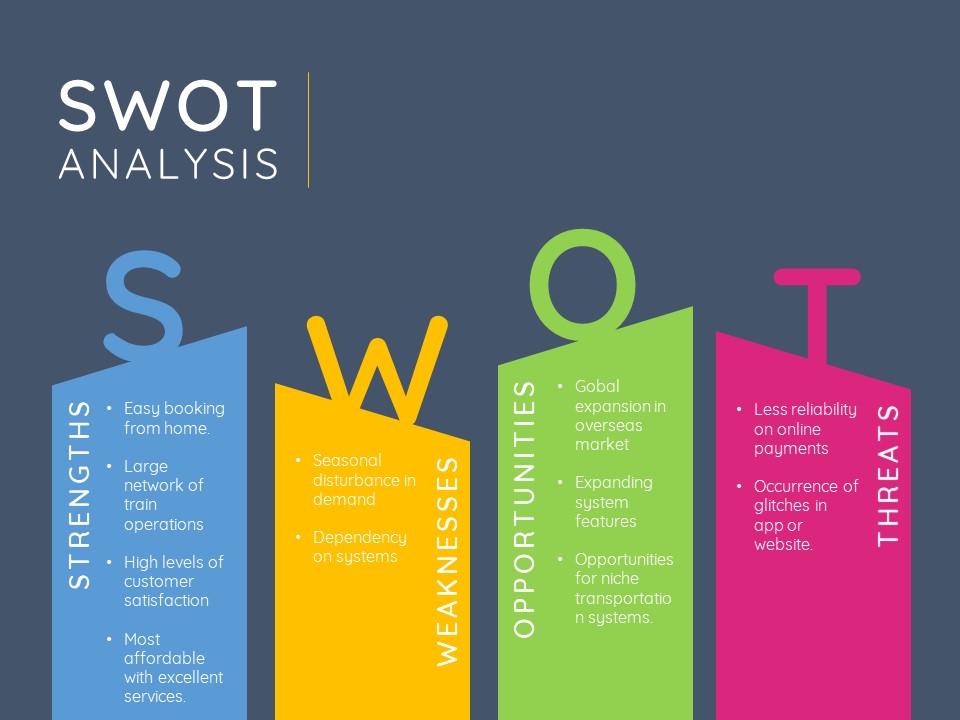 SWOT
ANALYSIS
S
STRENGTHS
• Easy booking
from home.
• Large
network of
train
operations
• High levels of
customer
satisfaction
• Most
affordable
with excellent
services.
W
• Seasonal
disturbance in
demand
• Dependency
on systems
WEAKNESSES
O
OPPORTUNITIES
• Gobal
expansion in
overseas
market
• Expanding
system
features
• Opportunities
for niche
transportatio
n systems.
T
• Less reliability
on online
payments
• Occurrence of
glitches in
app or
website.
THREATS